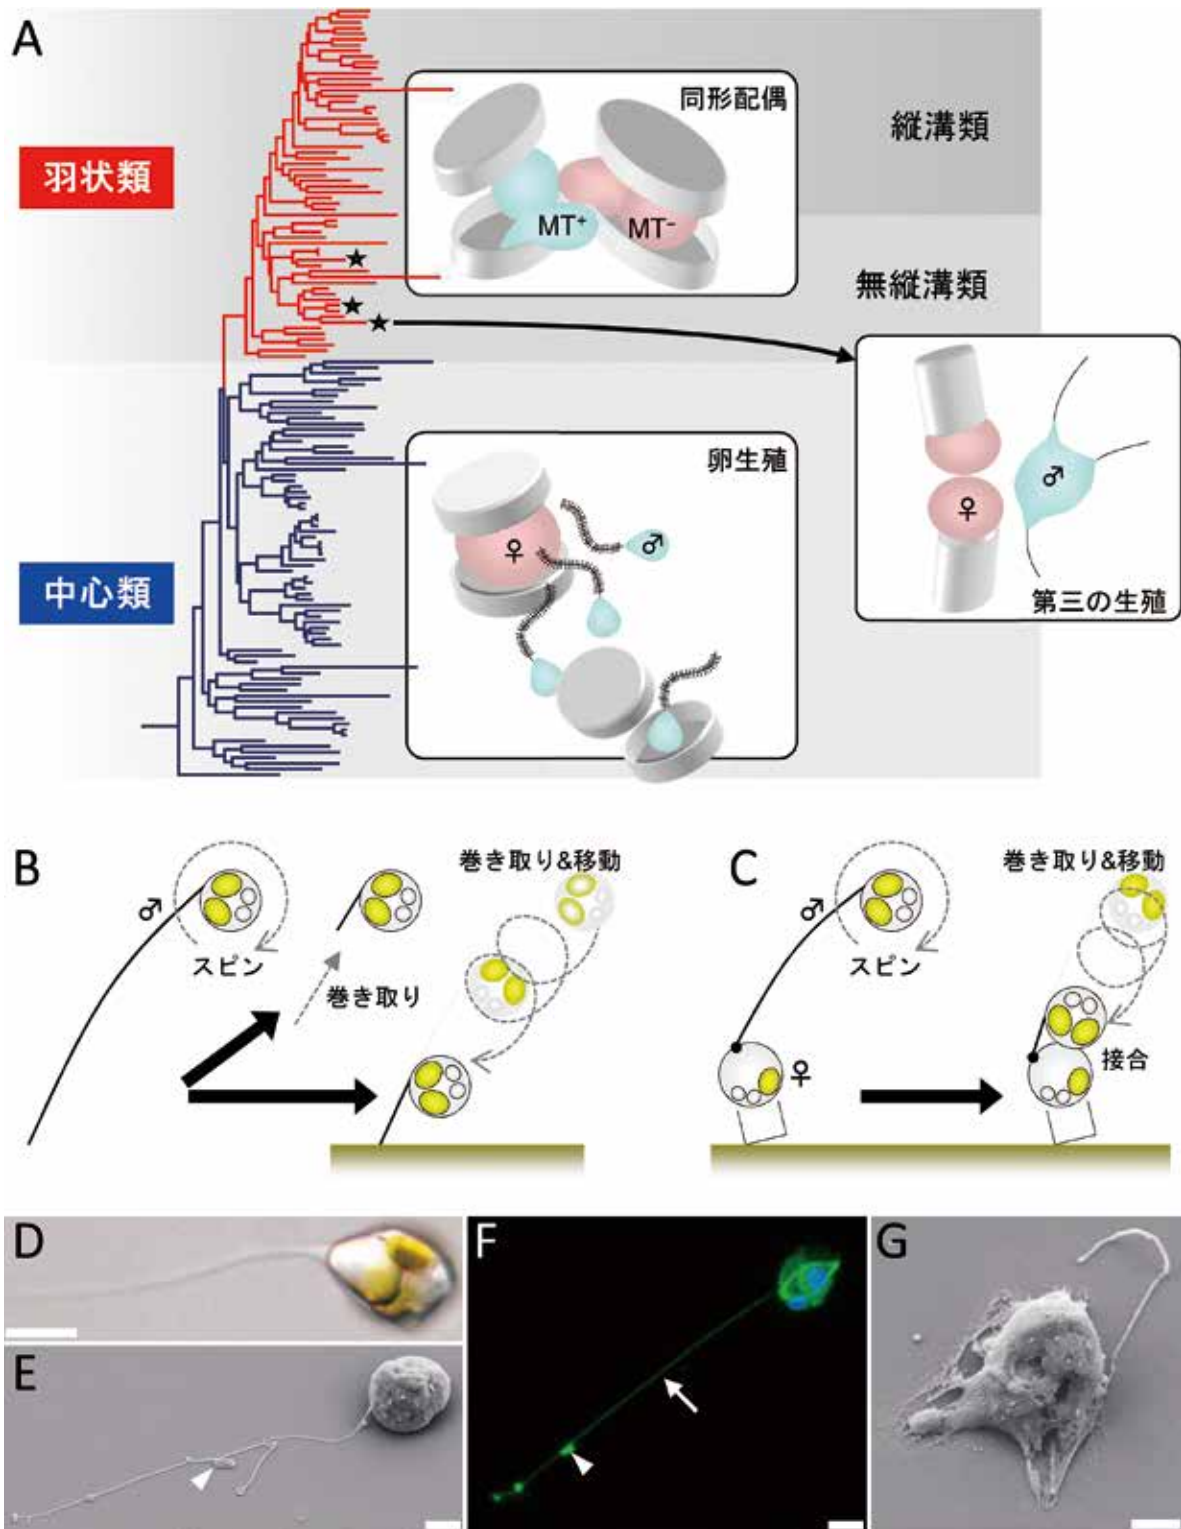 A
同形配偶
縦溝類
羽状類
MT⁺
MT⁻
無縦溝類
★
★
★
卵生殖
♀
♂
♂
♀
第三の生殖
中心類
B
♂
スピン
巻き取り
巻き取り&移動
C
♂
スピン
♀
巻き取り&移動
接合
D
E
F
G